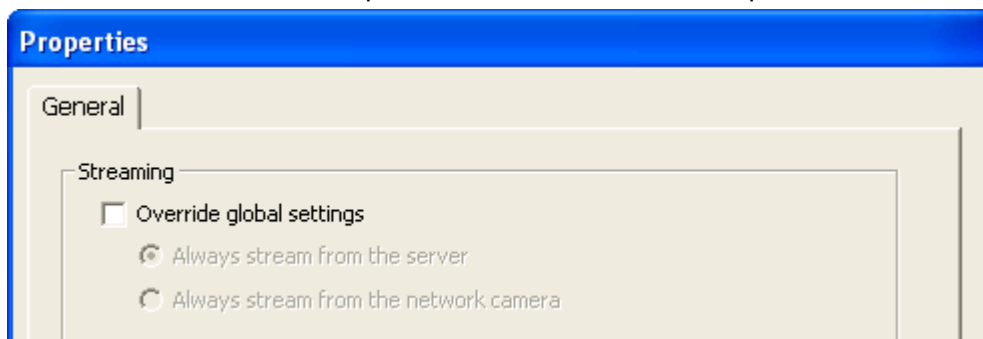 Properties
General
Streaming
Override global settings
Always stream from the server
Always stream from the network camera